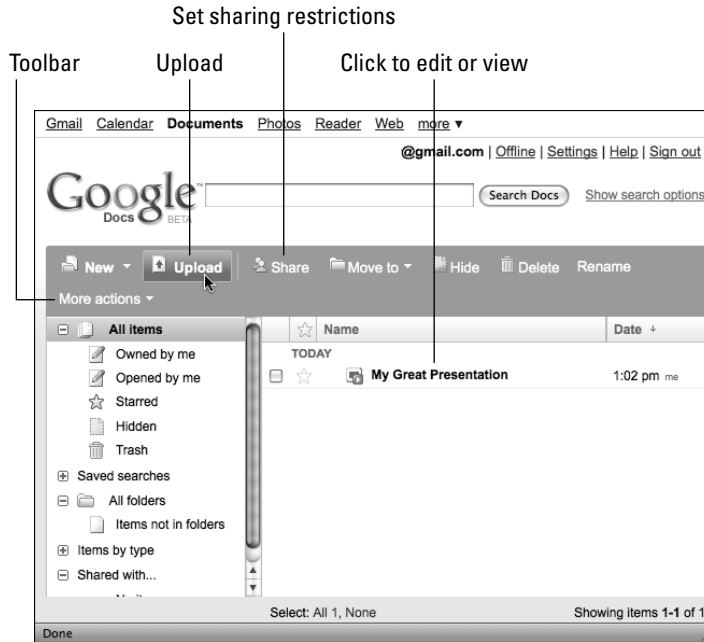 Set sharing restrictions
Toolbar Upload Click to edit or view
Gmail Calendar Documents Photos Reader Web more ▼
@gmail.com | Offline | Settings | Help | Sign out
Google™
Docs BETA
Search Docs Show search options
New Upload Share Move to Hide Delete Rename
More actions
All items Name Date ↓
Owned by me TODAY
Opened by me My Great Presentation 1:02 pm me
Starred
Hidden
Trash
Saved searches
All folders
Items not in folders
Items by type
Shared with...
Select: All 1, None Showing items 1-1 of 1
Done